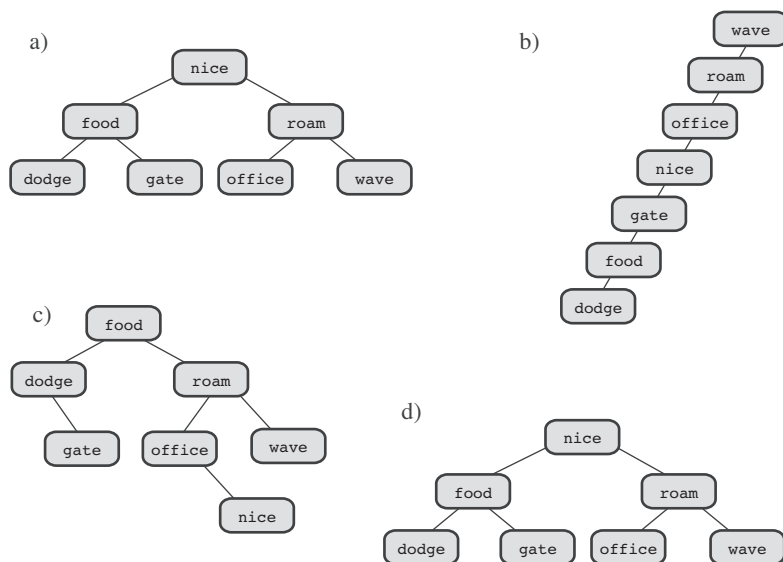 a)
nice
food
roam
dodge
gate
office
wave
b)
wave
roam
office
nice
gate
food
dodge
c)
food
dodge
roam
gate
office
wave
nice
d)
nice
food
roam
dodge
gate
office
wave